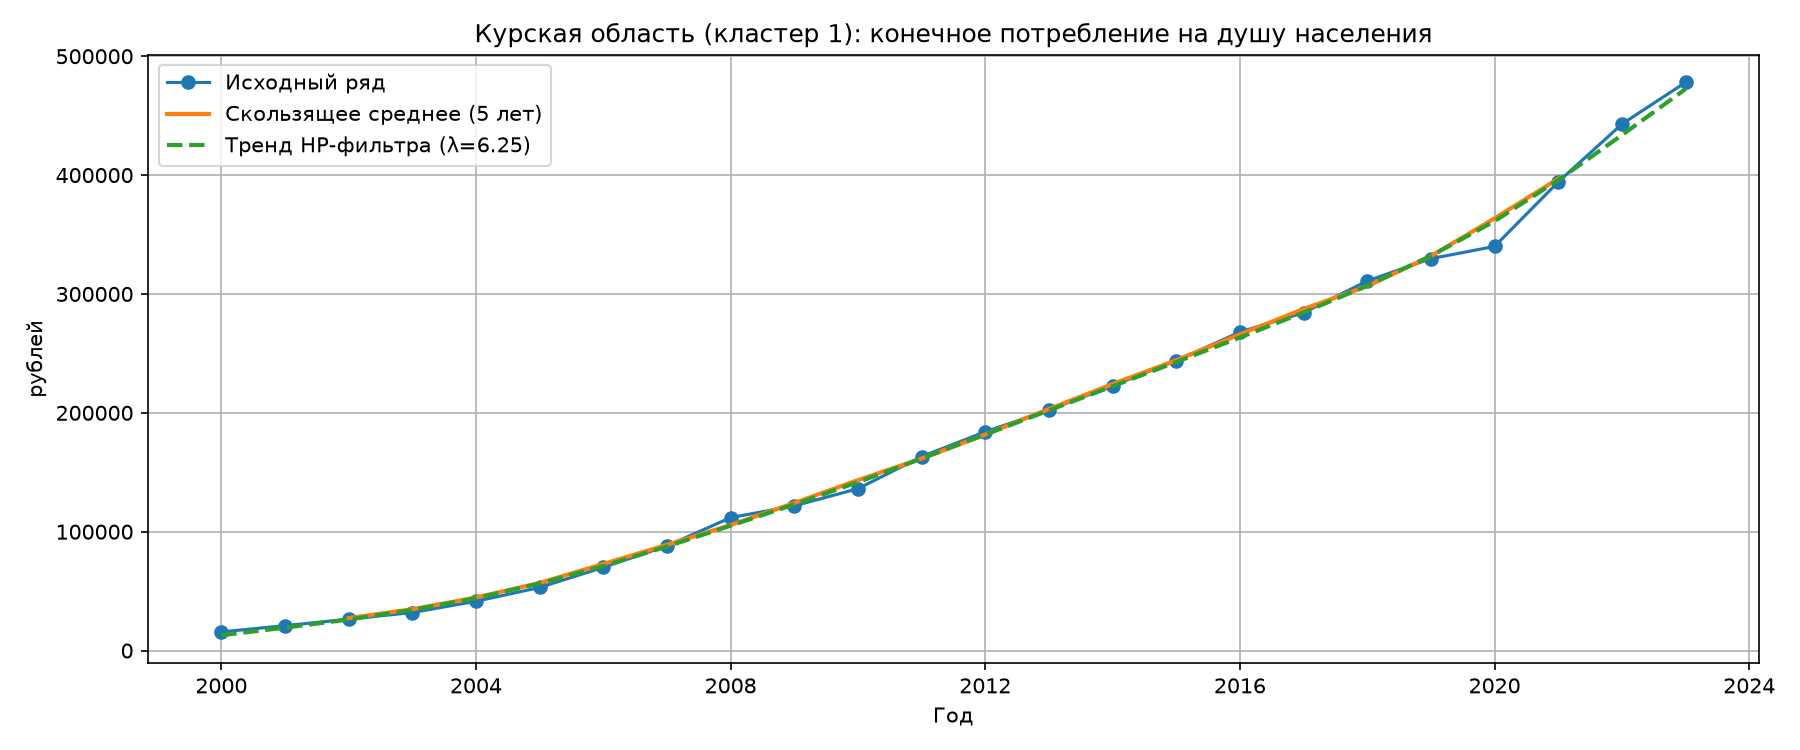 Курская область (кластер 1): конечное потребление на душу населения
Исходный ряд
Скользящее среднее (5 лет)
Тренд HP-фильтра (λ=6.25)
500000
400000
300000
200000
100000
0
рублей
2000
2004
2008
2012
2016
2020
2024
Год